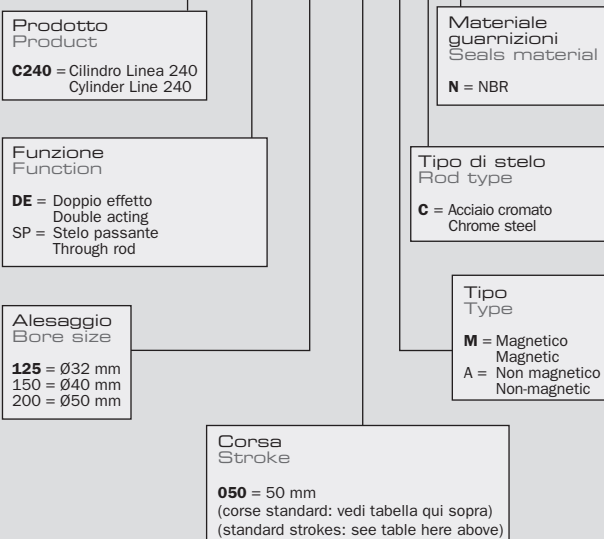 Prodotto
Product
C240 = Cilindro Linea 240
Cylinder Line 240
Materiale
guarnizioni
Seals material
N = NBR
Funzione
Function
DE = Doppio effetto
Double acting
SP = Stelo passante
Through rod
Tipo di stelo
Rod type
C = Acciaio cromato
Chrome steel
Alesaggio
Bore size
125 = Ø32 mm
150 = Ø40 mm
200 = Ø50 mm
Tipo
Type
M = Magnetico
Magnetic
A = Non magnetico
Non-magnetic
Corsa
Stroke
050 = 50 mm
(corse standard: vedi tabella qui sopra)
(standard strokes: see table here above)